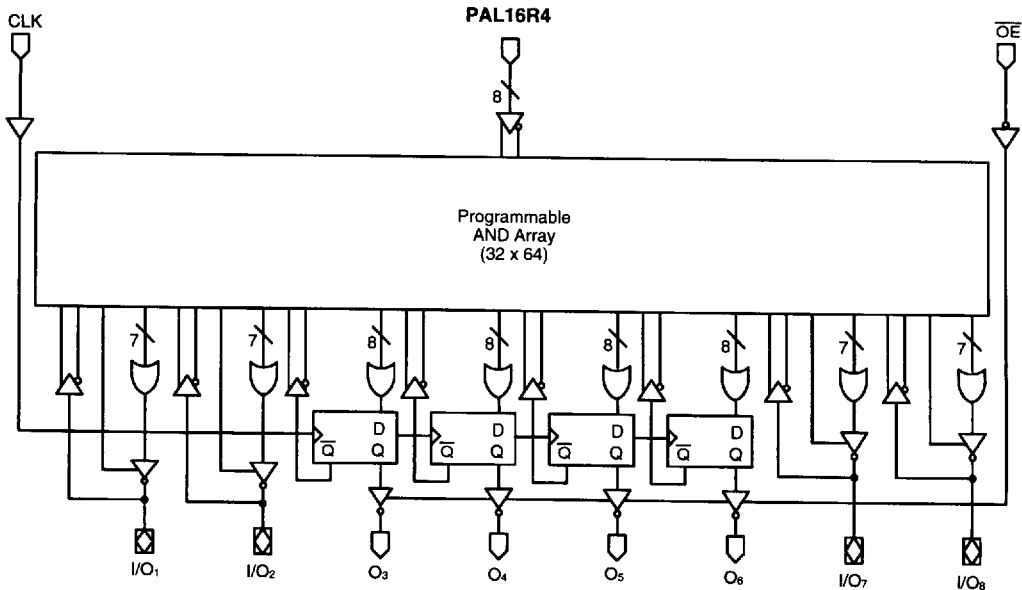 PAL16R4
CLK
O̅E̅
8
Programmable
AND Array
(32 x 64)
7
7
8
8
8
8
7
7
D
Q̅ Q
D
Q̅ Q
D
Q̅ Q
D
Q̅ Q
I/O₁
I/O₂
O₃
O₄
O₅
O₆
I/O₇
I/O₈